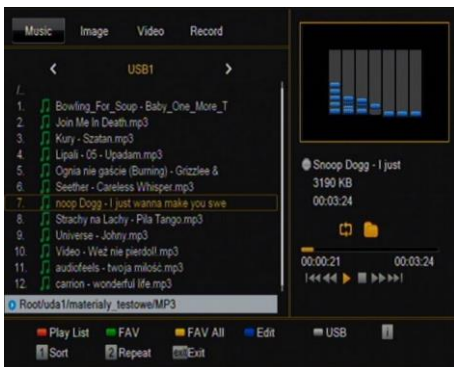 Music Image Video Record
USB1
/..
1. Bowling_For_Soup - Baby_One_More_T
2. Join Me In Death.mp3
3. Kury - Szatan.mp3
4. Lipali - 05 - Upadam.mp3
5. Ognia nie gaście (Burning) - Grizzlee &
6. Seether - Careless Whisper.mp3
7. noop Dogg - I just wanna make you swe
8. Strachy na Lachy - Pila Tango.mp3
9. Universe - Johny.mp3
10. Video - Weź nie pierdol!.mp3
11. audiofeels - twoja milość.mp3
12. carrion - wonderful life.mp3
Root/uda1/materialy_testowe/MP3
Snoop Dogg - I just
3190 KB
00:03:24
00:00:21 00:03:24
Play List FAV FAV All Edit USB i
1 Sort 2 Repeat exit Exit